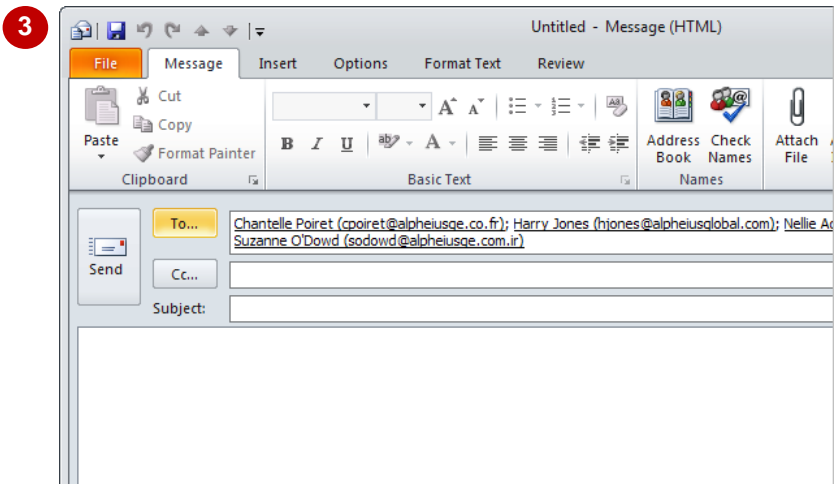 3
Untitled - Message (HTML)
File Message Insert Options Format Text Review
Cut
Copy
Format Painter
Paste
Clipboard
B I U
Basic Text
Address Book
Check Names
Names
Attach File
To...
Chantelle Poiret (cpoiret@alpheiusge.co.fr); Harry Jones (hjones@alpheiusglobal.com); Nellie
Suzanne O'Dowd (sodowd@alpheiusge.com.ir)
Send
Cc...
Subject: